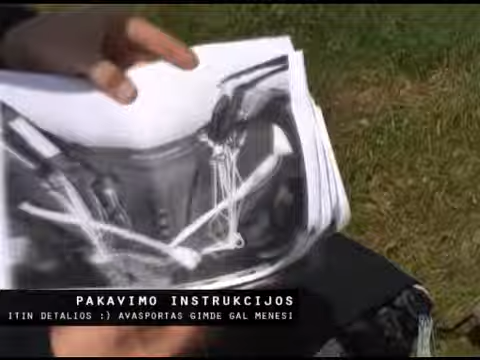 PAKAVIMO INSTRUKCIJOS
ITIN DETALIOS :) AVASPORTAS GIMDE GAL MENESI